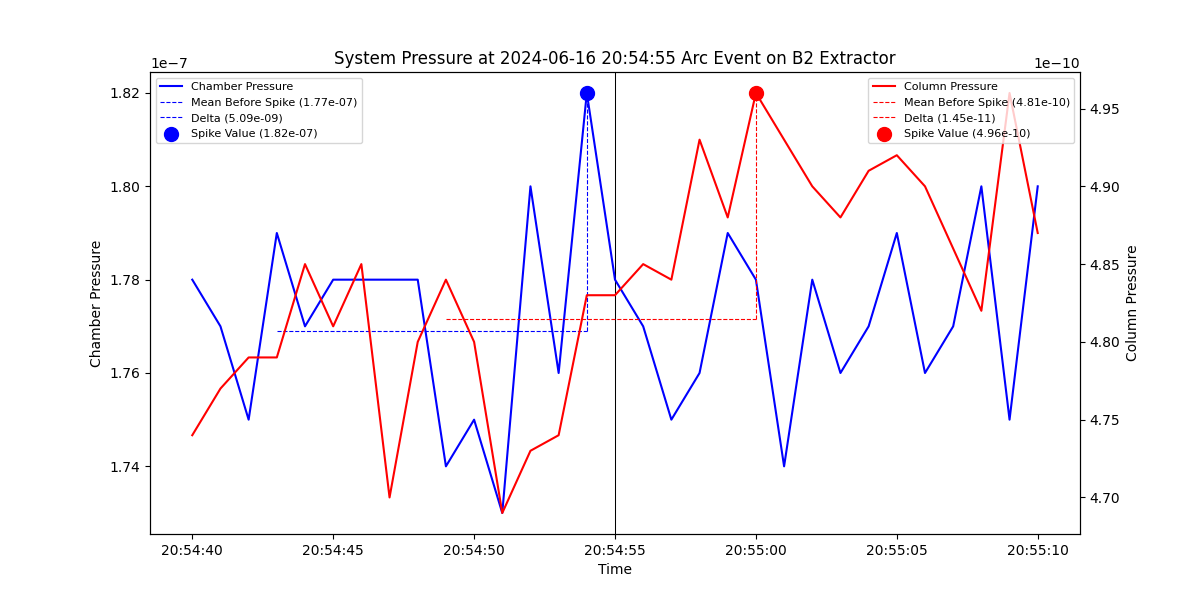 System Pressure at 2024-06-16 20:54:55 Arc Event on B2 Extractor
1e−7
1e−10
Chamber Pressure
Mean Before Spike (1.77e-07)
Delta (5.09e-09)
Spike Value (1.82e-07)
Column Pressure
Mean Before Spike (4.81e-10)
Delta (1.45e-11)
Spike Value (4.96e-10)
1.82
1.80
1.78
1.76
1.74
Chamber Pressure
4.95
4.90
4.85
4.80
4.75
4.70
Column Pressure
20:54:40
20:54:45
20:54:50
20:54:55
20:55:00
20:55:05
20:55:10
Time